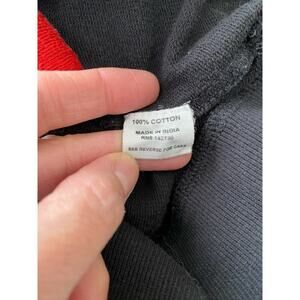 100% COTTON
MADE IN INDIA
SEE REVERSE FOR CARE